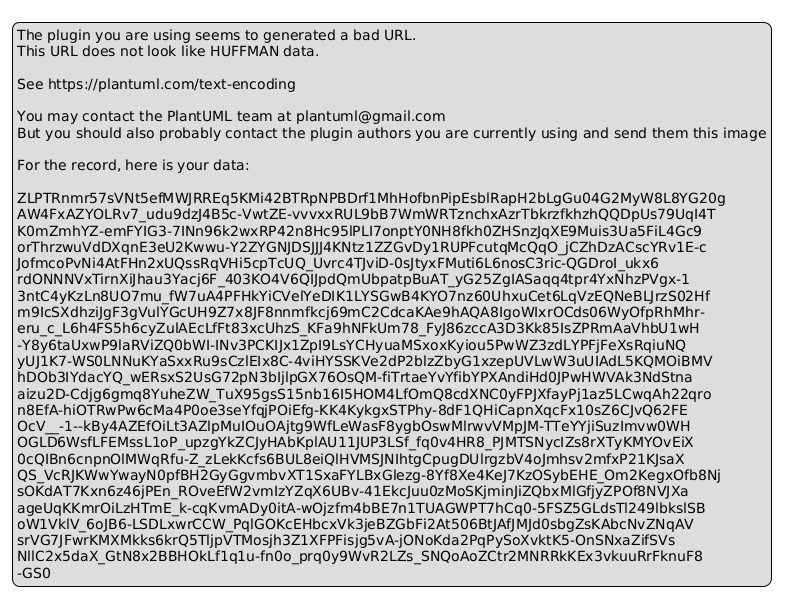 The plugin you are using seems to generated a bad URL.
This URL does not look like HUFFMAN data.
See https://plantuml.com/text-encoding
You may contact the PlantUML team at plantuml@gmail.com
But you should also probably contact the plugin authors you are currently using and send them this image
For the record, here is your data:
ZLPTRnmr57sVNt5efMWJRREq5KMi42BTRpNPBDrf1MhHofbnPipEsblRapH2bLgGu04G2MyW8L8YG20g
AW4FxAZYOLRv7_udu9dzJ4B5c-VwtZE-vvvxxRUL9bB7WmWRTznchxAzrTbkrzfkhzhQQDpUs79UqI4T
K0mZmhYZ-emFYIG3-7INn96k2wxRP42n8Hc95lPLI7onptY0NH8fkh0ZHSnzJqXE9Muis3Ua5FiL4Gc9
orThrzwuVdDXqnE3eU2Kwwu-Y2ZYGNJDSJJJ4KNtz1ZZGvDy1RUPFcutqMcQqO_jCZhDzACscYRv1E-c
JofmcoPvNi4AtFHn2xUQssRqVHi5cpTcUQ_Uvrc4TJviD-0sJtyxFMuti6L6nosC3ric-QGDroI_ukx6
rdONNNVxTirnXiJhau3Yacj6F_403KO4V6QlJpdQmUbpatpBuAT_yG25ZgIASaqq4tpr4YxNhzPVgx-1
3ntC4yKzLn8UO7mu_fW7uA4PFHkYiCVelYeDIK1LYSGwB4KYO7nz60UhxuCet6LqVzEQNeBLJrzS02Hf
m9IcSXdhziJgF3gVulYGcUH9Z7x8JF8nnmfkcj69mC2CdcaKAe9hAQA8IgoWIxrOCds06WyOfpRhMhr-
eru_c_L6h4FS5h6cyZulAEcLfFt83xcUhzS_KFa9hNFkUm78_FyJ86zccA3D3Kk85IsZPRmAaVhbU1wH
-Y8y6taUxwP9laRViZQ0bWI-INv3PCKIJx1ZpI9LsYCHyuaMSxoxKyiou5PwWZ3zdLYPFjFeXsRqiuNQ
yUJ1K7-WS0LNNuKYaSxxRu9sCzlEIx8C-4viHYSSKVe2dP2blzZbyG1xzepUVLwW3uUIAdL5KQMOiBMV
hDOb3IYdacYQ_wERsxS2UsG72pN3bIjlpGX76OsQM-fiTrtaeYvYfibYPXAndiHd0JPwHWVAk3NdStna
aizu2D-Cdjg6gmq8YuheZW_TuX95gsS15nb16I5HOM4LfOmQ8cdXNC0yFPJXfayPj1az5LCwqAh22qro
n8EfA-hiOTRwPw6cMa4P0oe3seYfqjPOiEfg-KK4KykgxSTPhy-8dF1QHiCapnXqcFx10sZ6CJvQ62FE
OcV__-1--kBy4AZEfOiLt3AZlpMuIOuOAjtg9WfLeWasF8ygbOswMlrwvVMpJM-TTeYYjiSuzImvw0WH
OGLD6WsfLFEMssL1oP_upzgYkZCJyHAbKplAU11JUP3LSf_fq0v4HR8_PJMTSNyclZs8rXTyKMYOvEiX
0cQIBn6cnpnOlMWqRfu-Z_zLekKcfs6BUL8eiQlHVMSJNIhtgCpugDUlrgzbV4oJmhsv2mfxP21KJsaX
QS_VcRJKWwYwayN0pfBH2GyGgvmbvXT1SxaFYLBxGlezg-8Yf8Xe4KeJ7KzOSybEHE_Om2KegxOfb8Nj
sOKdAT7Kxn6z46jPEn_ROveEfW2vmIzYZqX6UBv-41EkcJuu0zMoSKjminJiZQbxMlGfjyZPOf8NVJXa
ageUqKKmrOiLzHTmE_k-cqKvmADy0itA-wOjzfm4bBE7n1TUAGWPT7hCq0-5FSZ5GLdsTl249lbkslSB
oW1VklV_6oJB6-LSDLxwrCCW_PqlGOKcEHbcxVk3jeBZGbFi2At506BtJAfJMJd0sbgZsKAbcNvZNqAV
srVG7JFwrKMXMkks6krQ5TljpVTMosjh3Z1XFPFisjg5vA-jONoKda2PqPySoXvktK5-OnSNxaZifSVs
NllC2x5daX_GtN8x2BBHOkLf1q1u-fn0o_prq0y9WvR2LZs_SNQoAoZCtr2MNRRkKEx3vkuuRrFknuF8
-GS0